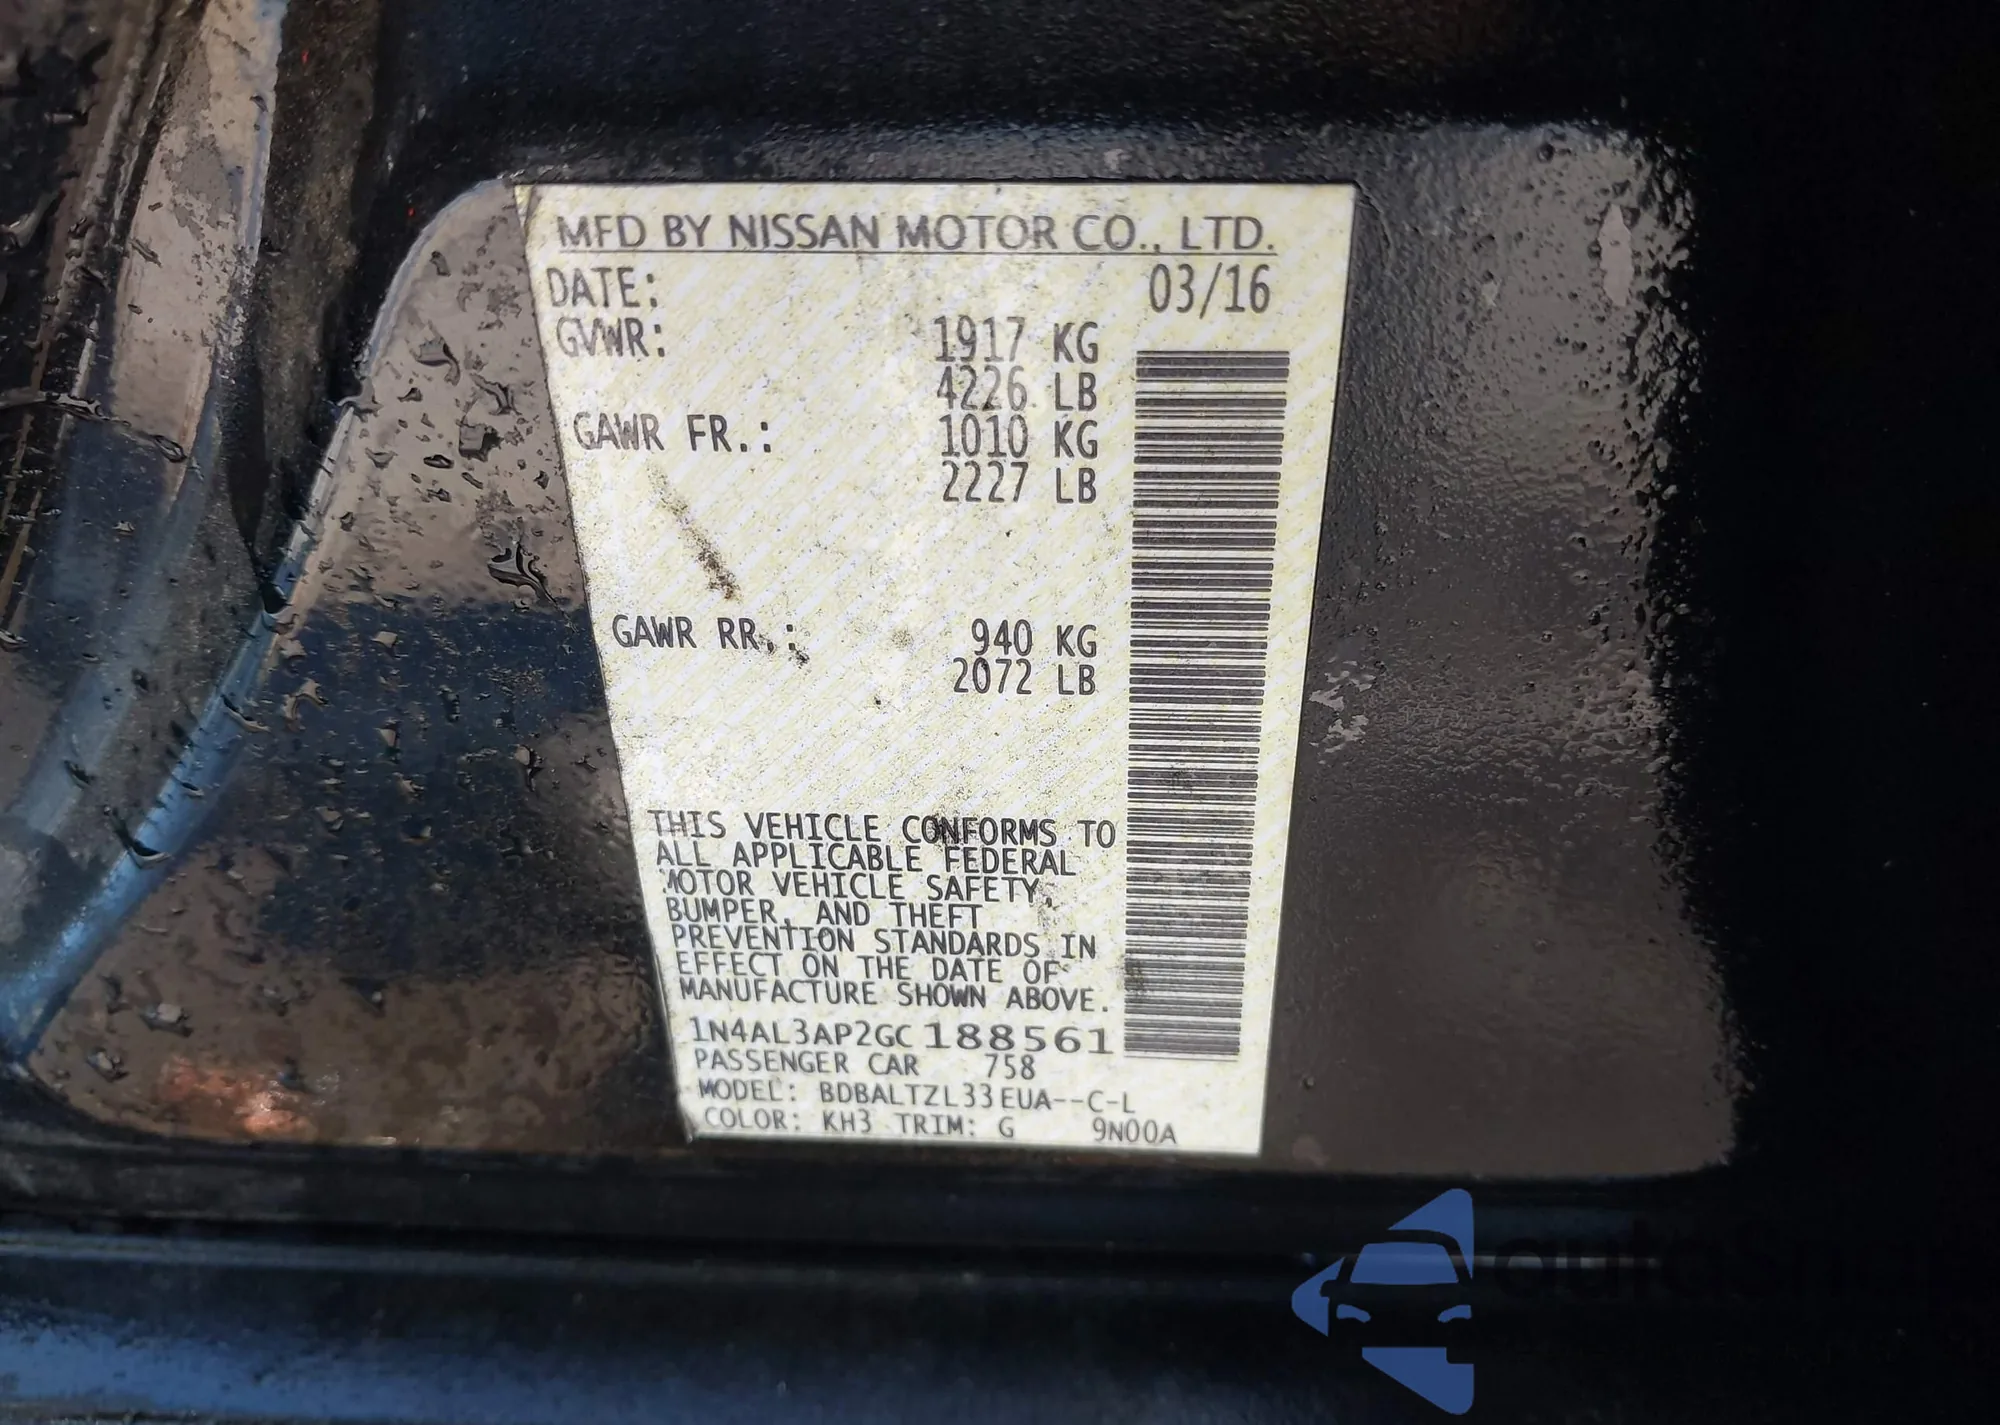 MFD BY NISSAN MOTOR CO., LTD.
DATE: 03/16
GVWR: 1917 KG
4226 LB
GAWR FR.: 1010 KG
2227 LB
GAWR RR.: 940 KG
2072 LB
THIS VEHICLE CONFORMS TO
ALL APPLICABLE FEDERAL
MOTOR VEHICLE SAFETY,
BUMPER, AND THEFT
PREVENTION STANDARDS IN
EFFECT ON THE DATE OF
MANUFACTURE SHOWN ABOVE.
1N4AL3AP2GC188561
PASSENGER CAR 758
MODEL: BDBALTZL33EUA--C-L
COLOR: KH3 TRIM: G 9N00A